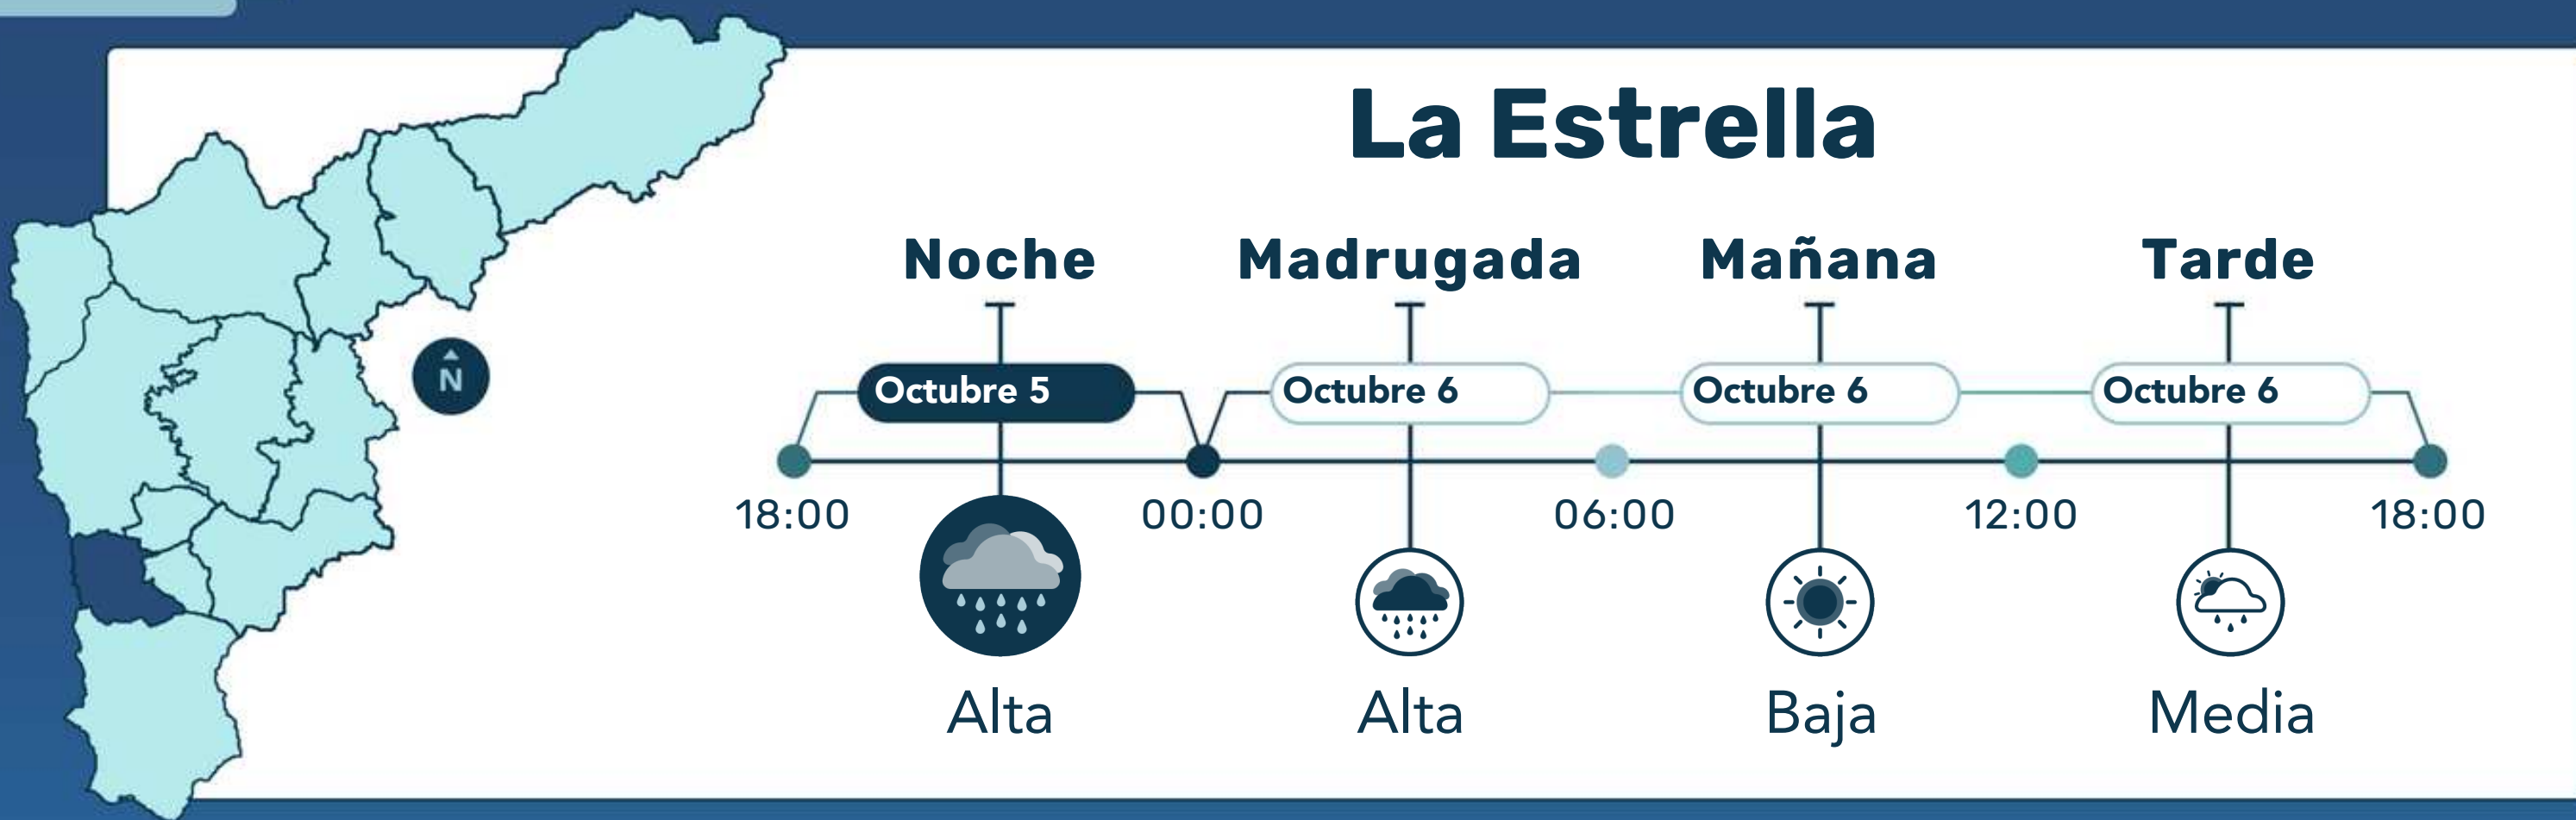 La Estrella
Noche
Madrugada
Mañana
Tarde
N
Octubre 5
Octubre 6
Octubre 6
Octubre 6
18:00
00:00
06:00
12:00
18:00
Alta
Alta
Baja
Media